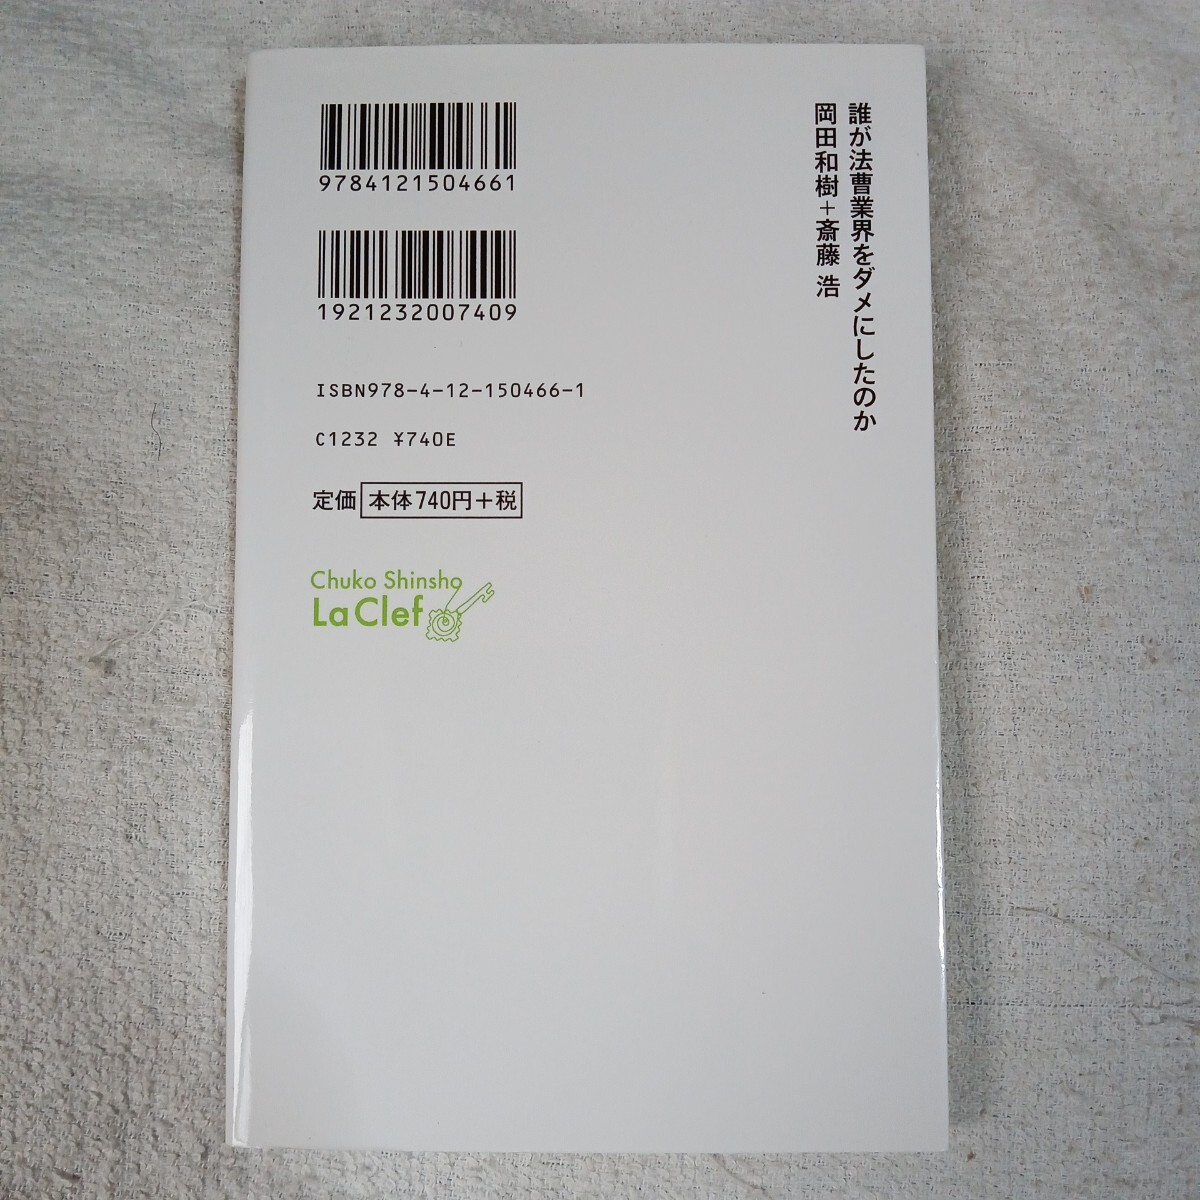 誰が法曹業界をダメにしたのか
岡田和樹+斎藤 浩
9784121504661
1921232007409
ISBN978-4-12-150466-1
C1232 ¥740E
定価 本体740円+税
Chuko Shinsho
La Clef